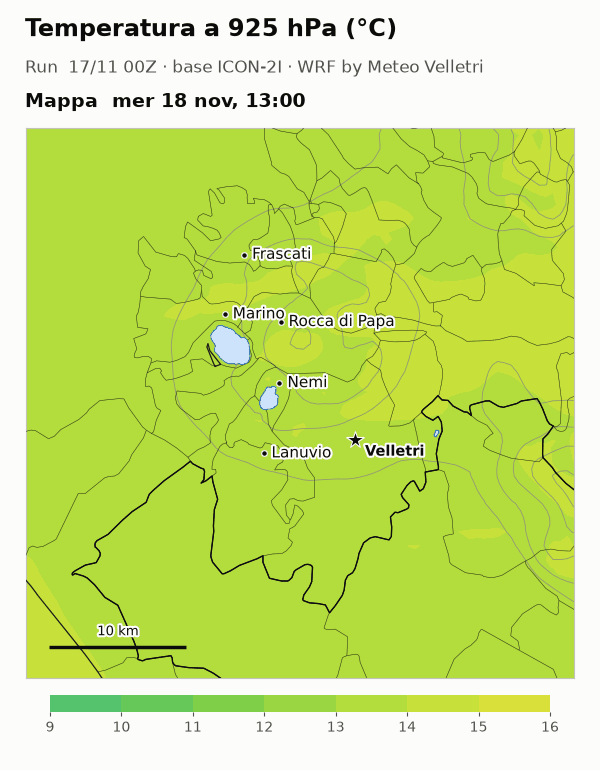 Temperatura a 925 hPa (°C)
Run 17/11 00Z · base ICON-2I · WRF by Meteo Velletri
Mappa mer 18 nov, 13:00
Frascati
Marino
Rocca di Papa
Nemi
Velletri
Lanuvio
10 km
9 10 11 12 13 14 15 16